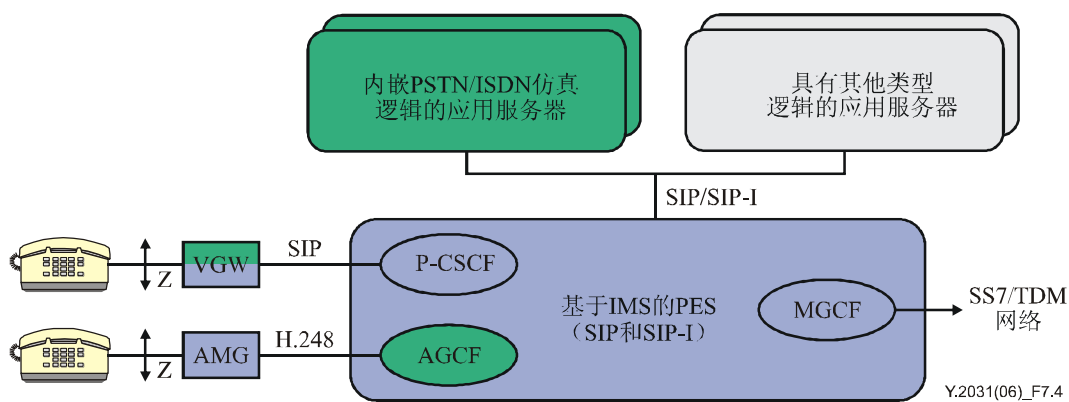 内嵌PSTN/ISDN仿真
逻辑的应用服务器
具有其他类型
逻辑的应用服务器
SIP/SIP-I
Z
VGW
SIP
P-CSCF
基于IMS的PES
（SIP和SIP-I）
MGCF
SS7/TDM
网络
Z
AMG
H.248
AGCF
Y.2031(06)_F7.4